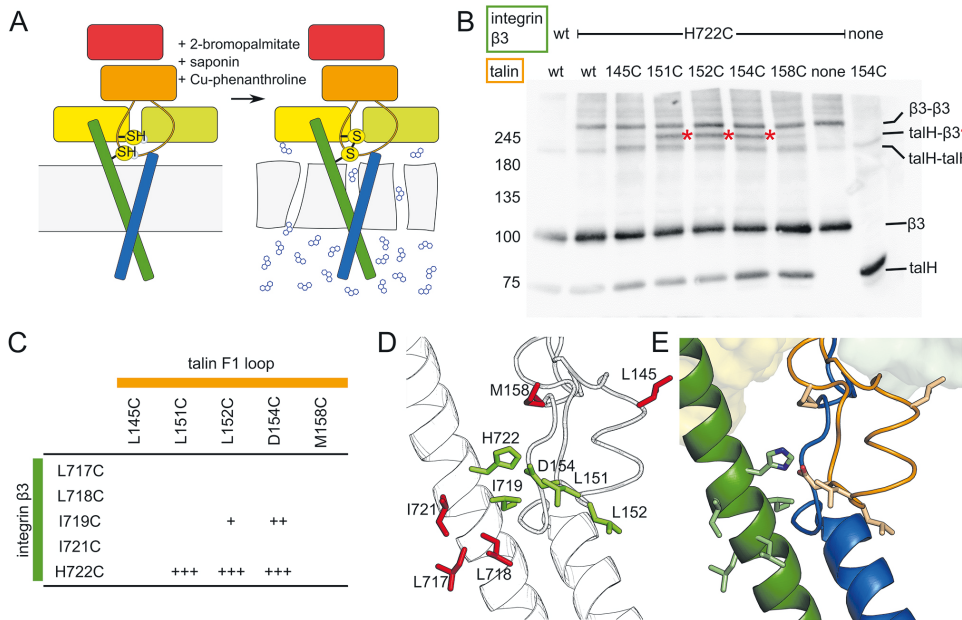 A
+ 2-bromopalmitate
+ saponin
+ Cu-phenanthroline
SH
SH
S
S
B
integrin
β3
wt
H722C
none
talin
wt wt 145C 151C 152C 154C 158C none 154C
245
180
135
100
75
* * *
β3-β3
talH-β3
talH-talH
β3
talH
C
talin F1 loop
L145C
L151C
L152C
D154C
M158C
integrin β3
L717C
L718C
I719C + ++
I721C
H722C +++ +++ +++
D
M158
L145
H722
D154
L151
I719
I721
L152
L718
L717
E